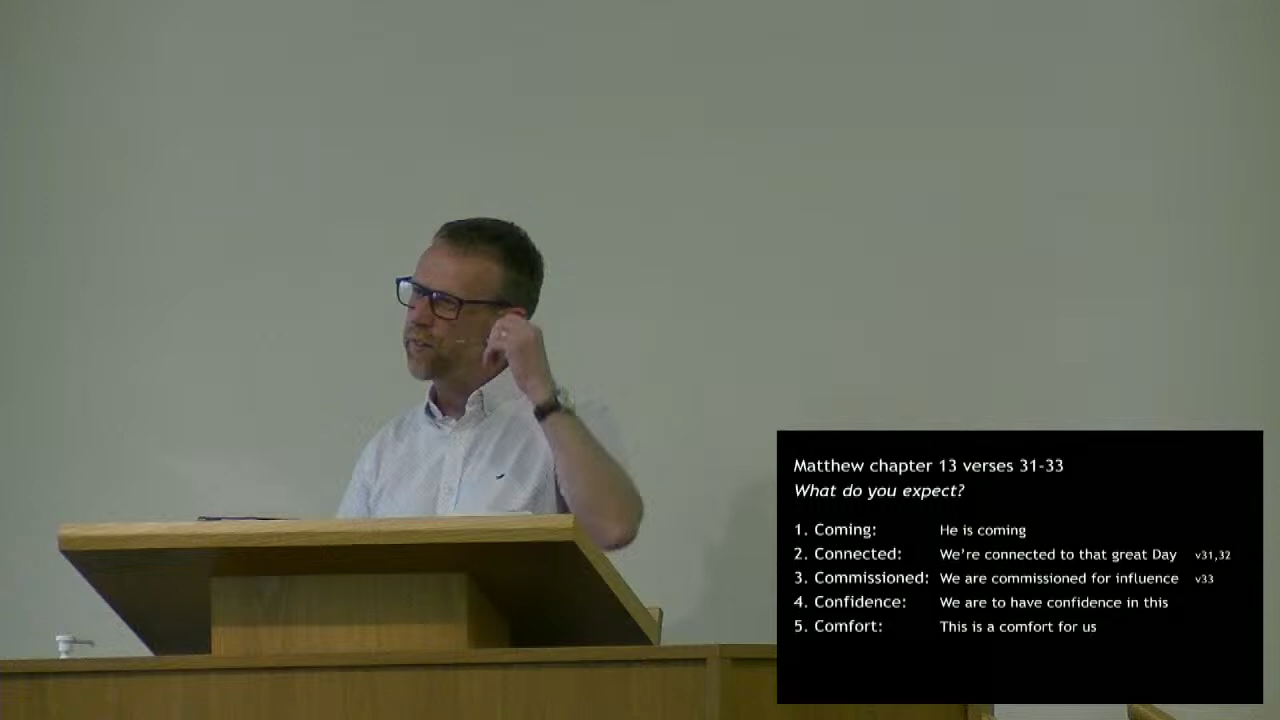 Matthew chapter 13 verses 31-33
What do you expect?
1. Coming: He is coming
2. Connected: We're connected to that great Day v31,32
3. Commissioned: We are commissioned for influence v33
4. Confidence: We are to have confidence in this
5. Comfort: This is a comfort for us